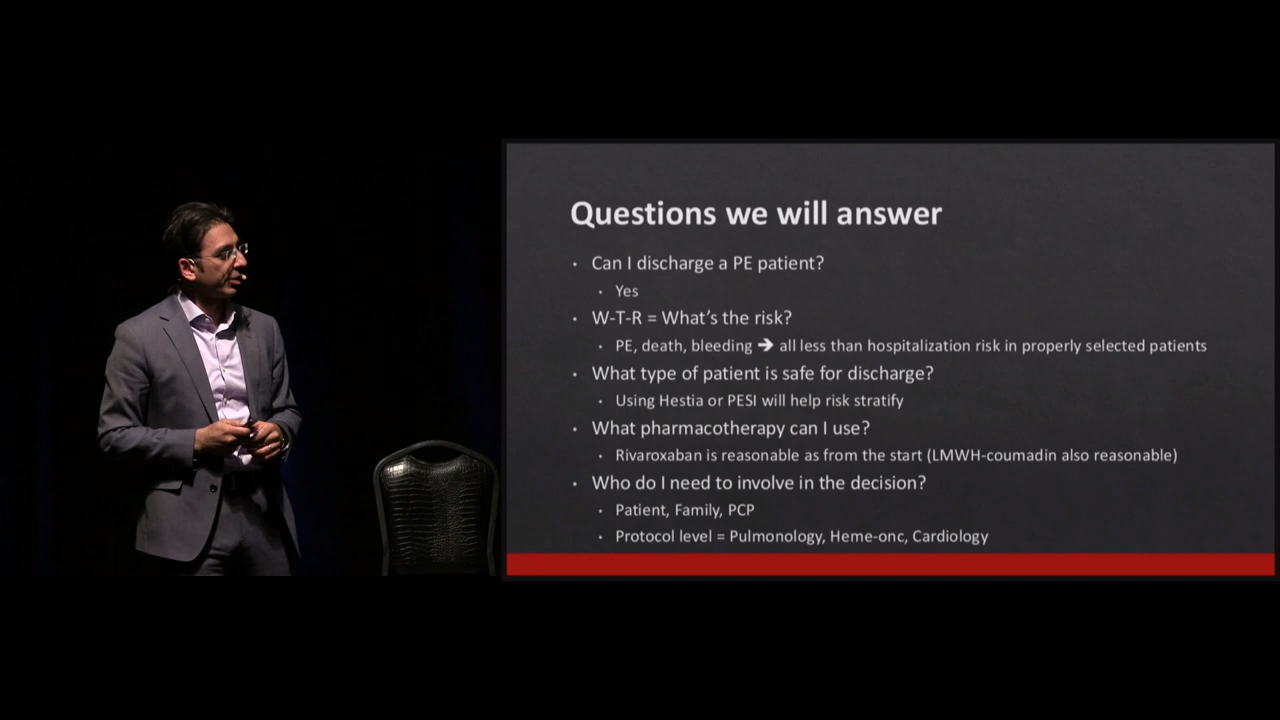 Questions we will answer
• Can I discharge a PE patient?
• Yes
• W-T-R = What's the risk?
• PE, death, bleeding ➔ all less than hospitalization risk in properly selected patients
• What type of patient is safe for discharge?
• Using Hestia or PESI will help risk stratify
• What pharmacotherapy can I use?
• Rivaroxaban is reasonable as from the start (LMWH-coumadin also reasonable)
• Who do I need to involve in the decision?
• Patient, Family, PCP
• Protocol level = Pulmonology, Heme-onc, Cardiology